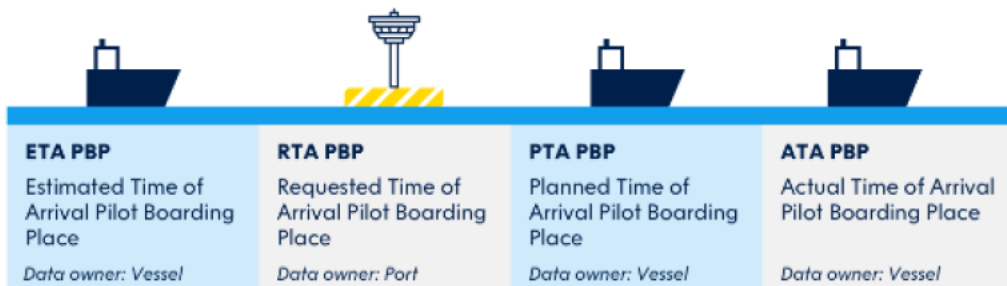 ETA PBP
Estimated Time of
Arrival Pilot Boarding
Place
Data owner: Vessel
RTA PBP
Requested Time of
Arrival Pilot Boarding
Place
Data owner: Port
PTA PBP
Planned Time of
Arrival Pilot Boarding
Place
Data owner: Vessel
ATA PBP
Actual Time of Arrival
Pilot Boarding Place
Data owner: Vessel